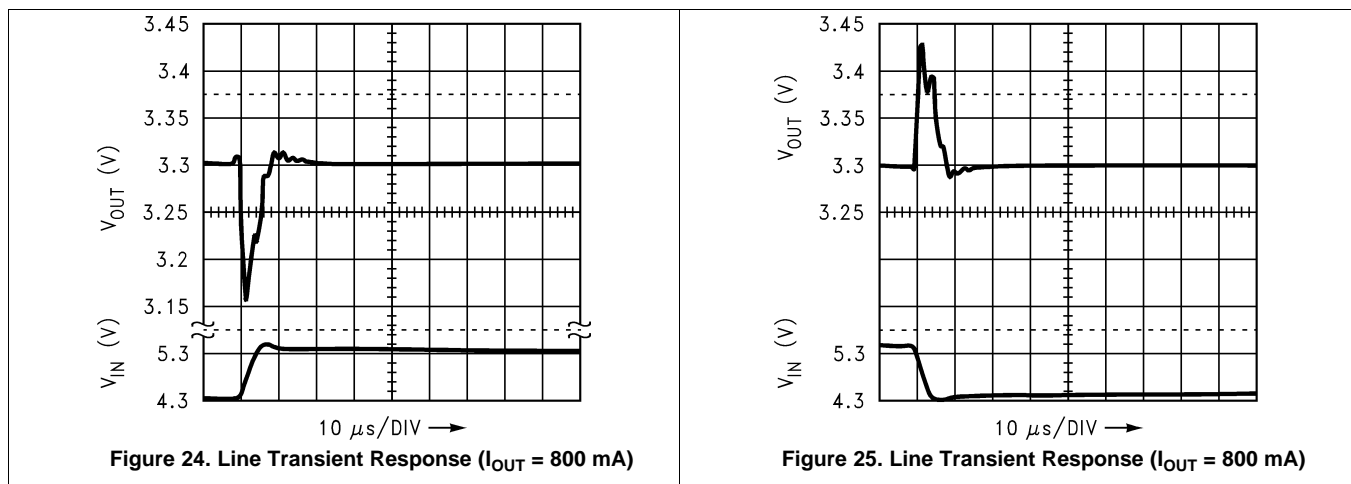 3.45
3.4
3.35
3.3
3.25
3.2
3.15
5.3
4.3
V_OUT (V)
V_IN (V)
10 μs/DIV →
Figure 24. Line Transient Response (I_OUT = 800 mA)
3.45
3.4
3.35
3.3
3.25
5.3
4.3
V_OUT (V)
V_IN (V)
10 μs/DIV →
Figure 25. Line Transient Response (I_OUT = 800 mA)